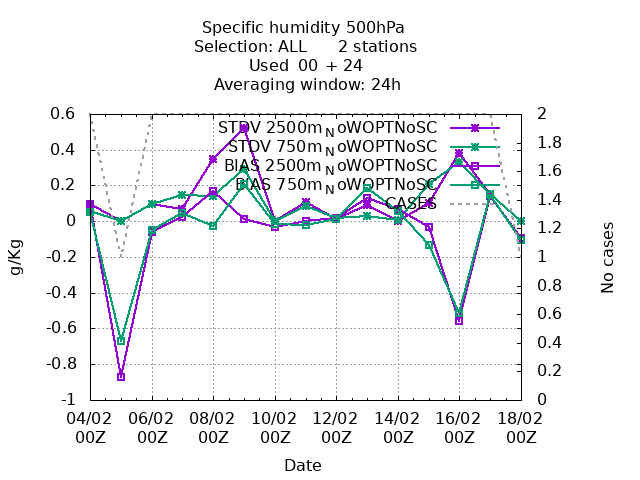 Specific humidity 500hPa
Selection: ALL 2 stations
Used 00 + 24
Averaging window: 24h
STDV 2500mNoWOPTNoSC
STDV 750mNoWOPTNoSC
BIAS 2500mNoWOPTNoSC
BIAS 750mNoWOPTNoSC
CASES
g/Kg
0.6
0.4
0.2
0
-0.2
-0.4
-0.6
-0.8
-1
No cases
2
1.8
1.6
1.4
1.2
1
0.8
0.6
0.4
0.2
0
04/02 06/02 08/02 10/02 12/02 14/02 16/02 18/02
00Z 00Z 00Z 00Z 00Z 00Z 00Z 00Z
Date